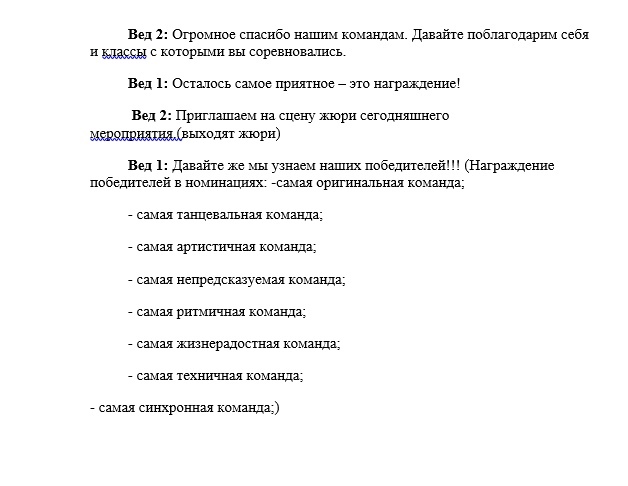 Вед 2: Огромное спасибо нашим командам. Давайте поблагодарим себя
и классы с которыми вы соревновались.
Вед 1: Осталось самое приятное – это награждение!
Вед 2: Приглашаем на сцену жюри сегодняшнего
мероприятия.(выходят жюри)
Вед 1: Давайте же мы узнаем наших победителей!!! (Награждение
победителей в номинациях: -самая оригинальная команда;
- самая танцевальная команда;
- самая артистичная команда;
- самая непредсказуемая команда;
- самая ритмичная команда;
- самая жизнерадостная команда;
- самая техничная команда;
- самая синхронная команда;)